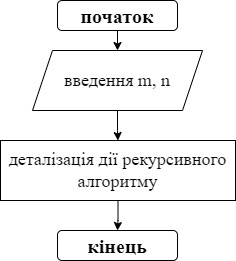 початок
введення m, n
деталізація дії рекурсивного
алгоритму
кінець